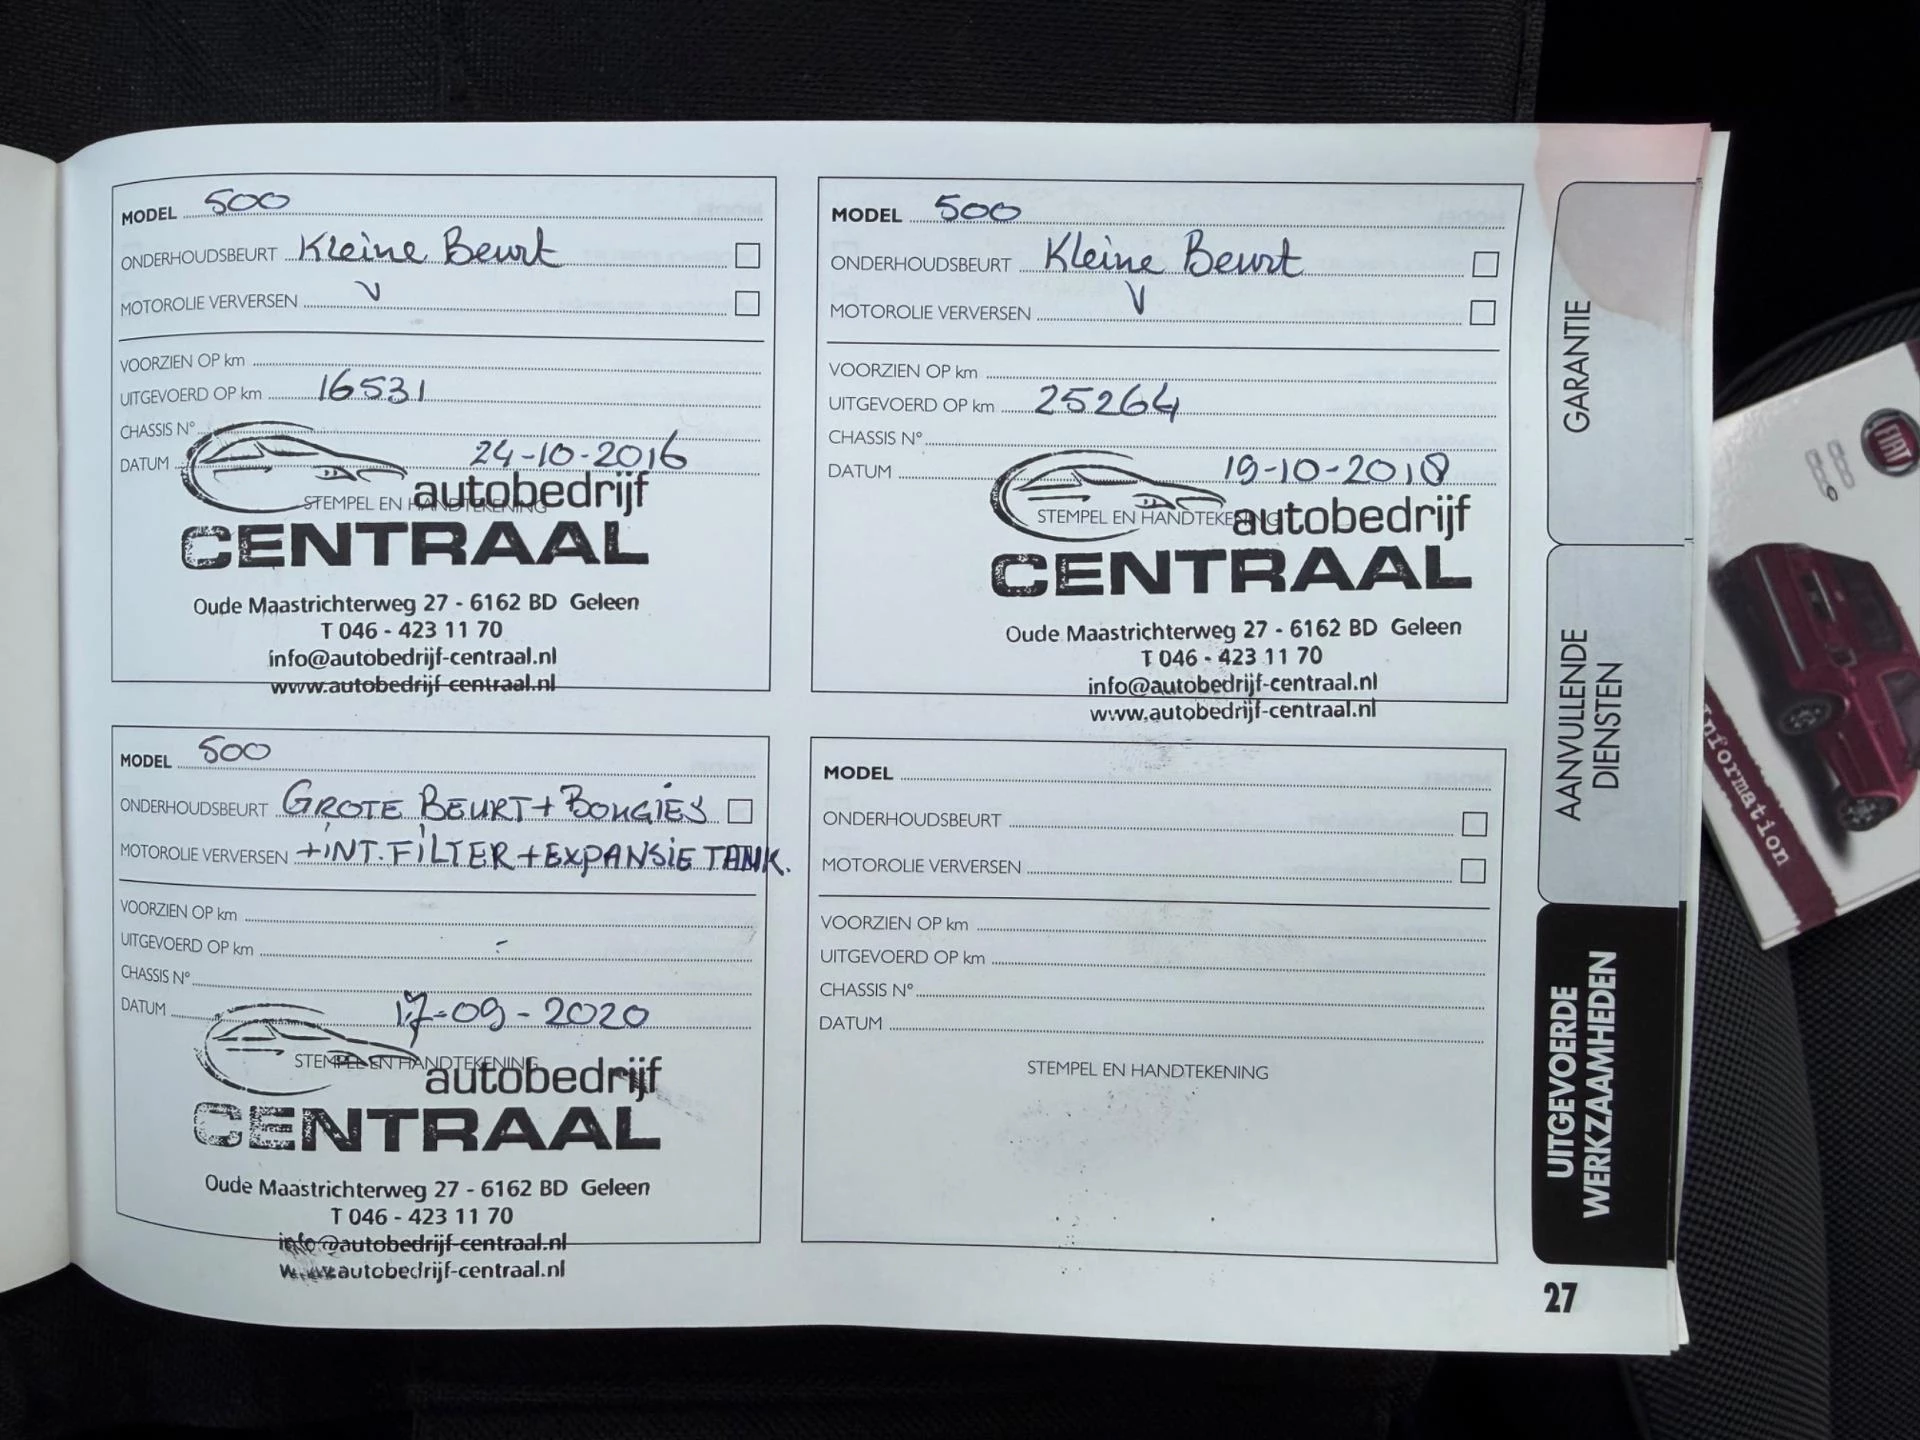 MODEL 500
ONDERHOUDSBEURT Kleine Beurt
MOTOROLIE VERVERSEN V
VOORZIEN OP km
UITGEVOERD OP km 16531
CHASSIS N°
DATUM 24-10-2016
STEMPEL EN HANDTEKENING
autobedrijf
CENTRAAL
Oude Maastrichterweg 27 - 6162 BD Geleen
T 046 - 423 11 70
info@autobedrijf-centraal.nl
www.autobedrijf-centraal.nl
MODEL 500
ONDERHOUDSBEURT Kleine Beurt
MOTOROLIE VERVERSEN V
VOORZIEN OP km
UITGEVOERD OP km 25264
CHASSIS N°
DATUM 19-10-2018
STEMPEL EN HANDTEKENING
autobedrijf
CENTRAAL
Oude Maastrichterweg 27 - 6162 BD Geleen
T 046 - 423 11 70
info@autobedrijf-centraal.nl
www.autobedrijf-centraal.nl
MODEL 500
ONDERHOUDSBEURT GROTE BEURT + BOUGIES
MOTOROLIE VERVERSEN + INT. FILTER + EXPANSIE TANK.
VOORZIEN OP km
UITGEVOERD OP km
CHASSIS N°
DATUM 17-09-2020
STEMPEL EN HANDTEKENING
autobedrijf
CENTRAAL
Oude Maastrichterweg 27 - 6162 BD Geleen
T 046 - 423 11 70
info@autobedrijf-centraal.nl
www.autobedrijf-centraal.nl
MODEL
ONDERHOUDSBEURT
MOTOROLIE VERVERSEN
VOORZIEN OP km
UITGEVOERD OP km
CHASSIS N°
DATUM
STEMPEL EN HANDTEKENING
GARANTIE
AANVULLENDE
DIENSTEN
UITGEVOERDE
WERKZAAMHEDEN
27
FIAT
Information